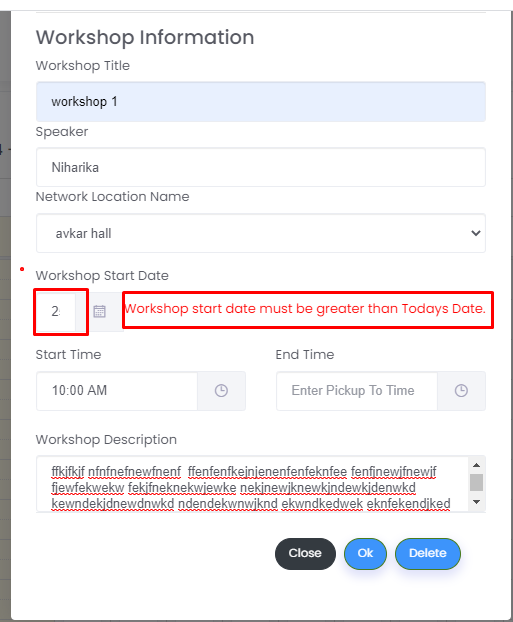 Workshop Information
Workshop Title
workshop 1
Speaker
Niharika
Network Location Name
avkar hall
Workshop Start Date
2 Workshop start date must be greater than Todays Date.
Start Time End Time
10:00 AM Enter Pickup To Time
Workshop Description
ffkjfkjf nfnfnefnewfnenf ffenfenfkejnjenenfenfeknfee fenfjnewjfnewjf
fjewfekwekw fekjfneknekwjewke nekjnewjknewkjndewkjdenwkd
kewndekjdnewdnwkd ndendekwnwjknd ekwndkedwek eknfekendjked
Close Ok Delete